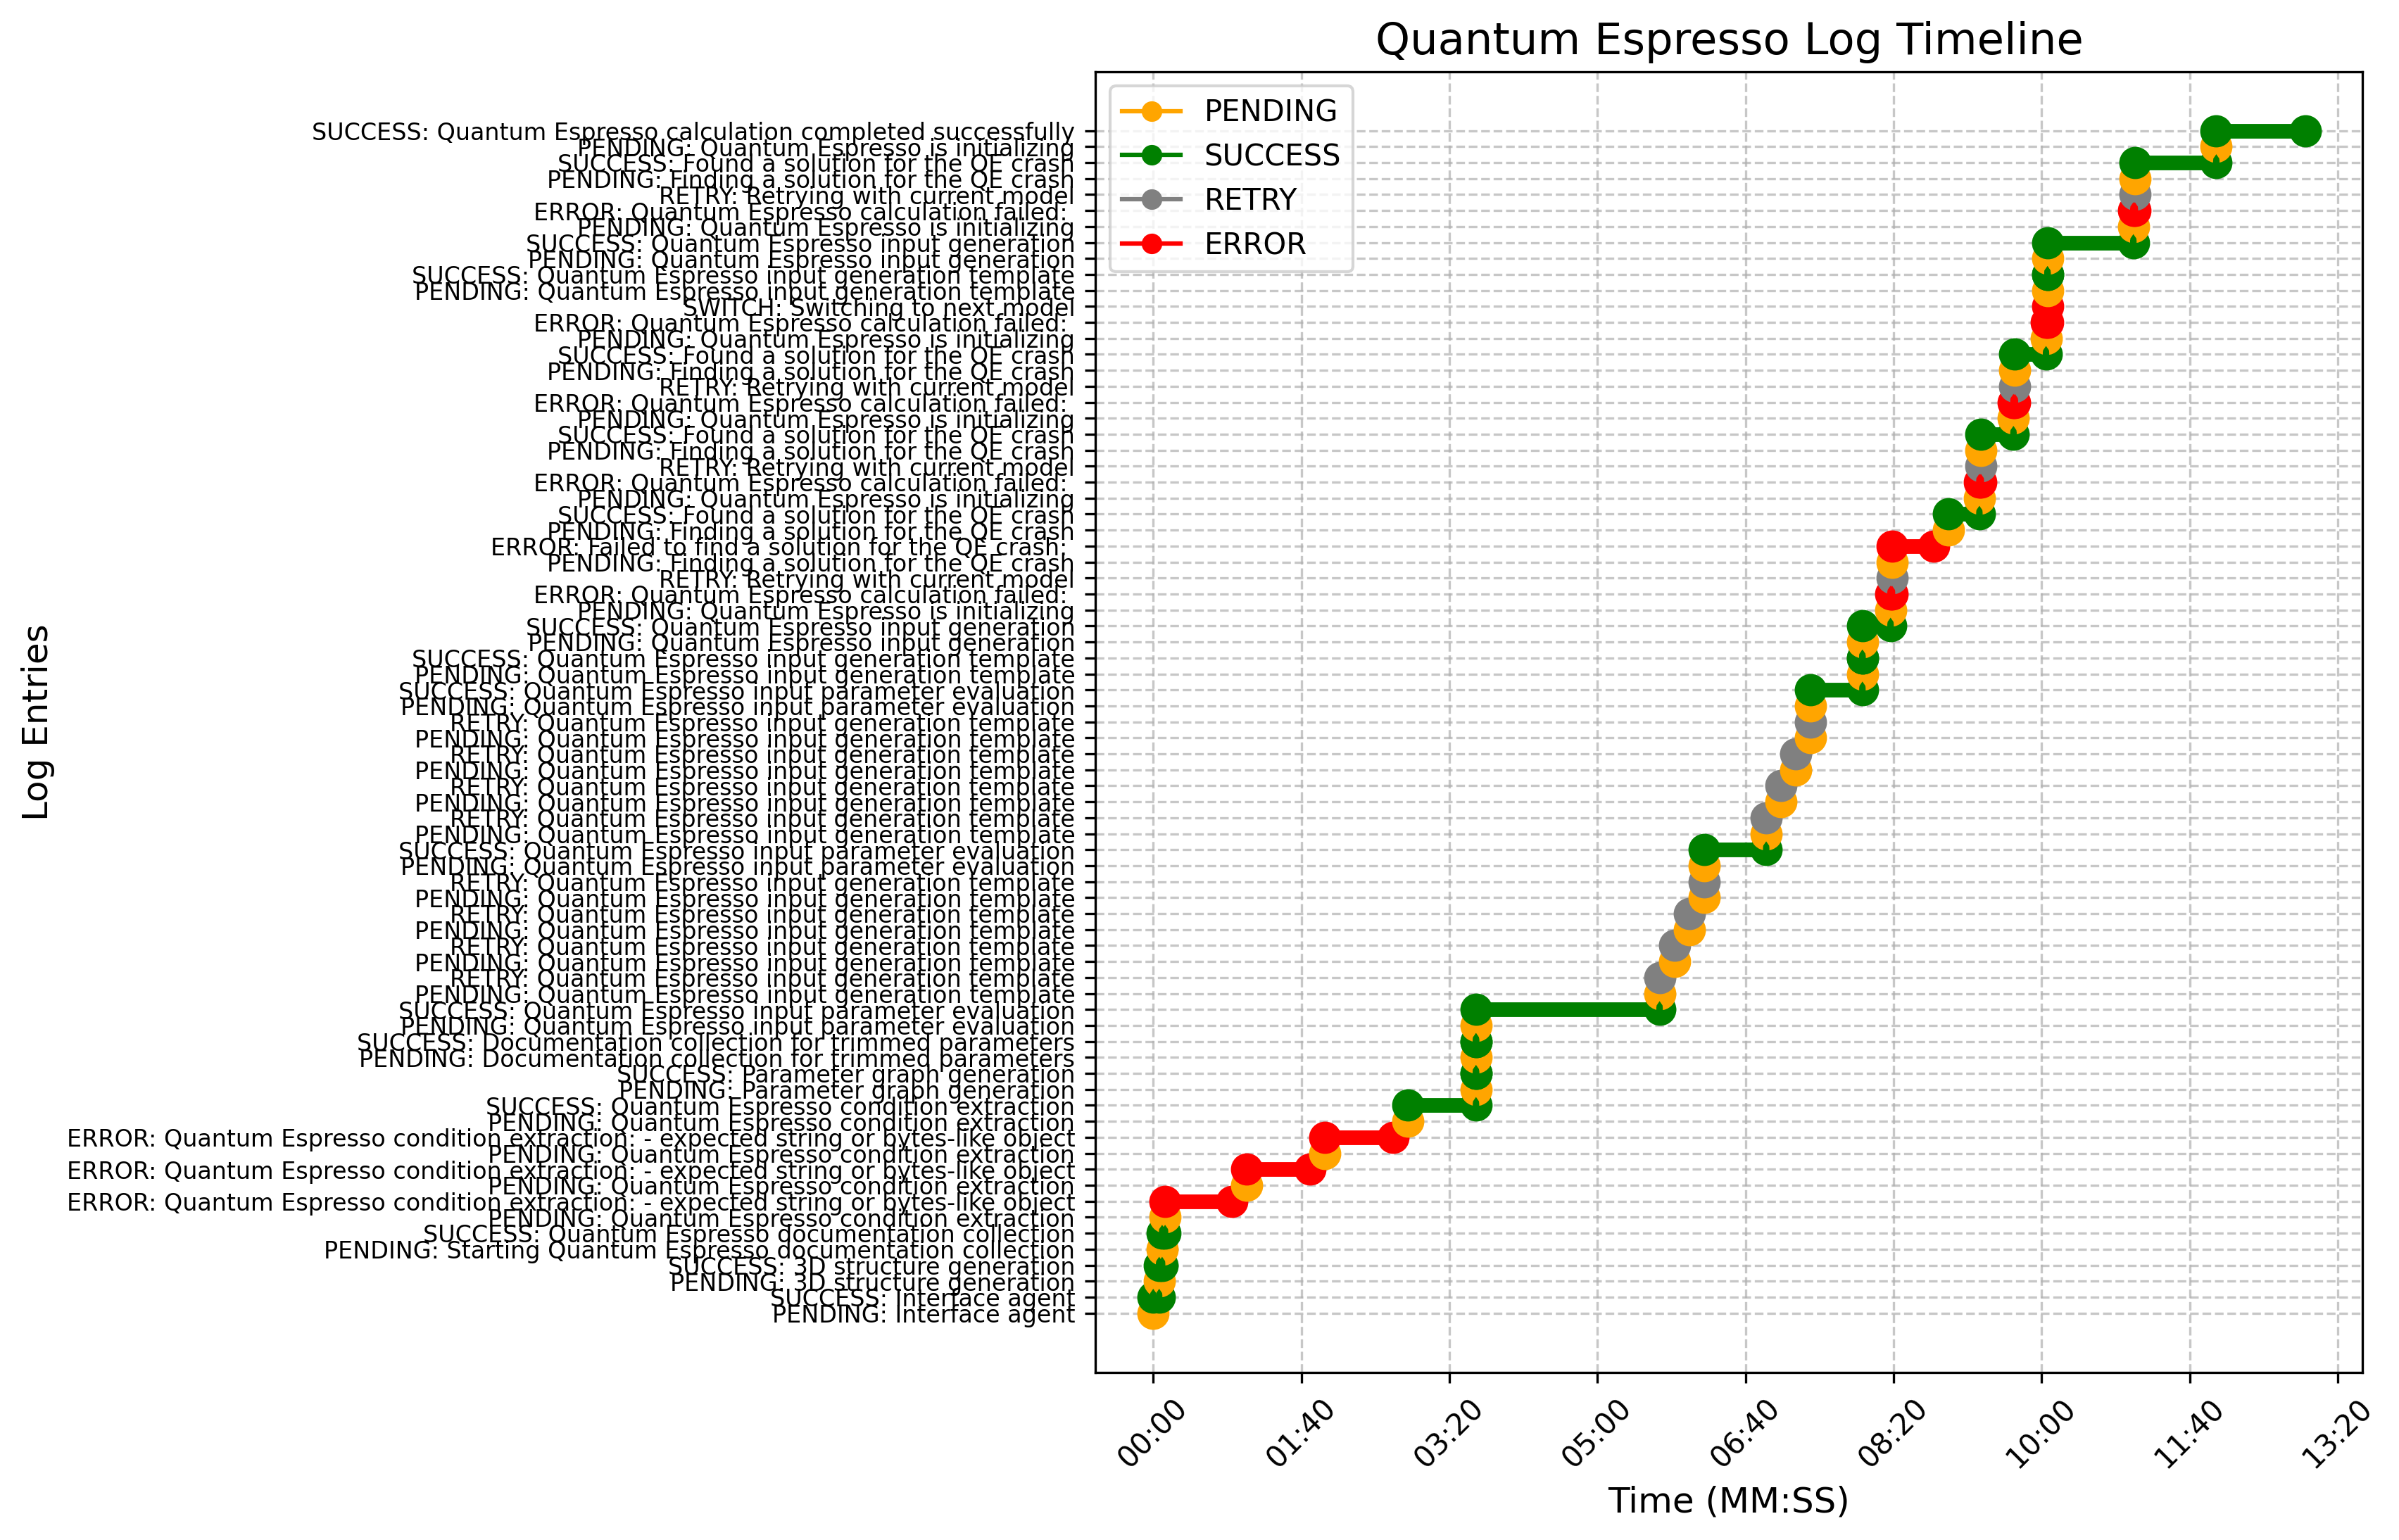 Quantum Espresso Log Timeline
PENDING
SUCCESS
RETRY
ERROR
SUCCESS: Quantum Espresso calculation completed successfully
PENDING: Quantum Espresso is initializing
SUCCESS: Found a solution for the QE crash
PENDING: Finding a solution for the QE crash
RETRY: Retrying with current model
ERROR: Quantum Espresso calculation failed:
PENDING: Quantum Espresso is initializing
SUCCESS: Quantum Espresso input generation
PENDING: Quantum Espresso input generation
SUCCESS: Quantum Espresso input generation template
PENDING: Quantum Espresso input generation template
SWITCH: Switching to next model
ERROR: Quantum Espresso calculation failed:
PENDING: Quantum Espresso is initializing
SUCCESS: Found a solution for the QE crash
PENDING: Finding a solution for the QE crash
RETRY: Retrying with current model
ERROR: Quantum Espresso calculation failed:
PENDING: Quantum Espresso is initializing
SUCCESS: Found a solution for the QE crash
PENDING: Finding a solution for the QE crash
RETRY: Retrying with current model
ERROR: Quantum Espresso calculation failed:
PENDING: Quantum Espresso is initializing
SUCCESS: Found a solution for the QE crash
PENDING: Finding a solution for the QE crash
ERROR: Failed to find a solution for the QE crash:
PENDING: Finding a solution for the QE crash
RETRY: Retrying with current model
ERROR: Quantum Espresso calculation failed:
PENDING: Quantum Espresso is initializing
SUCCESS: Quantum Espresso input generation
PENDING: Quantum Espresso input generation
SUCCESS: Quantum Espresso input generation template
PENDING: Quantum Espresso input generation template
SUCCESS: Quantum Espresso input parameter evaluation
PENDING: Quantum Espresso input parameter evaluation
RETRY: Quantum Espresso input generation template
PENDING: Quantum Espresso input generation template
RETRY: Quantum Espresso input generation template
PENDING: Quantum Espresso input generation template
RETRY: Quantum Espresso input generation template
PENDING: Quantum Espresso input generation template
RETRY: Quantum Espresso input generation template
PENDING: Quantum Espresso input generation template
SUCCESS: Quantum Espresso input parameter evaluation
PENDING: Quantum Espresso input parameter evaluation
RETRY: Quantum Espresso input generation template
PENDING: Quantum Espresso input generation template
RETRY: Quantum Espresso input generation template
PENDING: Quantum Espresso input generation template
RETRY: Quantum Espresso input generation template
PENDING: Quantum Espresso input generation template
RETRY: Quantum Espresso input generation template
PENDING: Quantum Espresso input generation template
SUCCESS: Quantum Espresso input parameter evaluation
PENDING: Quantum Espresso input parameter evaluation
SUCCESS: Documentation collection for trimmed parameters
PENDING: Documentation collection for trimmed parameters
SUCCESS: Parameter graph generation
PENDING: Parameter graph generation
SUCCESS: Quantum Espresso condition extraction
PENDING: Quantum Espresso condition extraction
ERROR: Quantum Espresso condition extraction: - expected string or bytes-like object
PENDING: Quantum Espresso condition extraction
ERROR: Quantum Espresso condition extraction: - expected string or bytes-like object
PENDING: Quantum Espresso condition extraction
ERROR: Quantum Espresso condition extraction: - expected string or bytes-like object
PENDING: Quantum Espresso condition extraction
SUCCESS: Quantum Espresso documentation collection
PENDING: Starting Quantum Espresso documentation collection
SUCCESS: 3D structure generation
PENDING: 3D structure generation
SUCCESS: Interface agent
PENDING: Interface agent
Log Entries
00:00
01:40
03:20
05:00
06:40
08:20
10:00
11:40
13:20
Time (MM:SS)